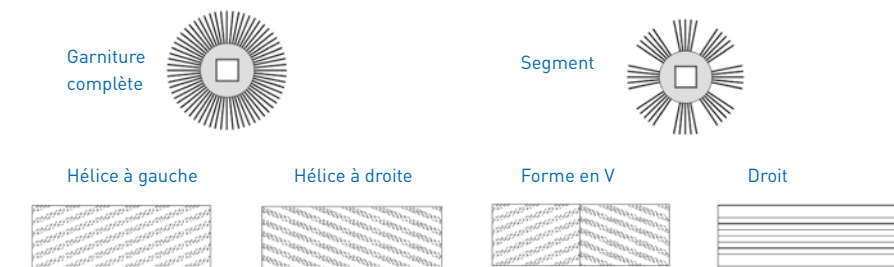 Garniture
complète
Segment
Hélice à gauche
Hélice à droite
Forme en V
Droit